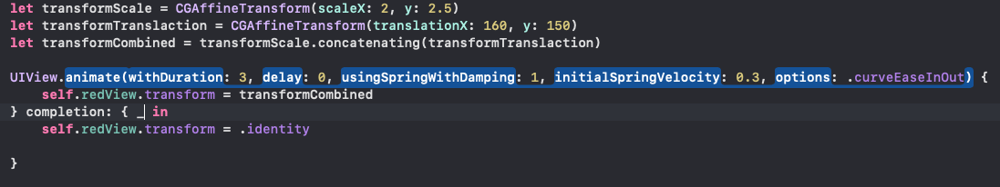 let transformScale = CGAffineTransform(scaleX: 2, y: 2.5)
let transformTranslaction = CGAffineTransform(translationX: 160, y: 150)
let transformCombined = transformScale.concatenating(transformTranslaction)
UIView.animate(withDuration: 3, delay: 0, usingSpringWithDamping: 1, initialSpringVelocity: 0.3, options: .curveEaseInOut) {
self.redView.transform = transformCombined
} completion: { _ in
self.redView.transform = .identity
}